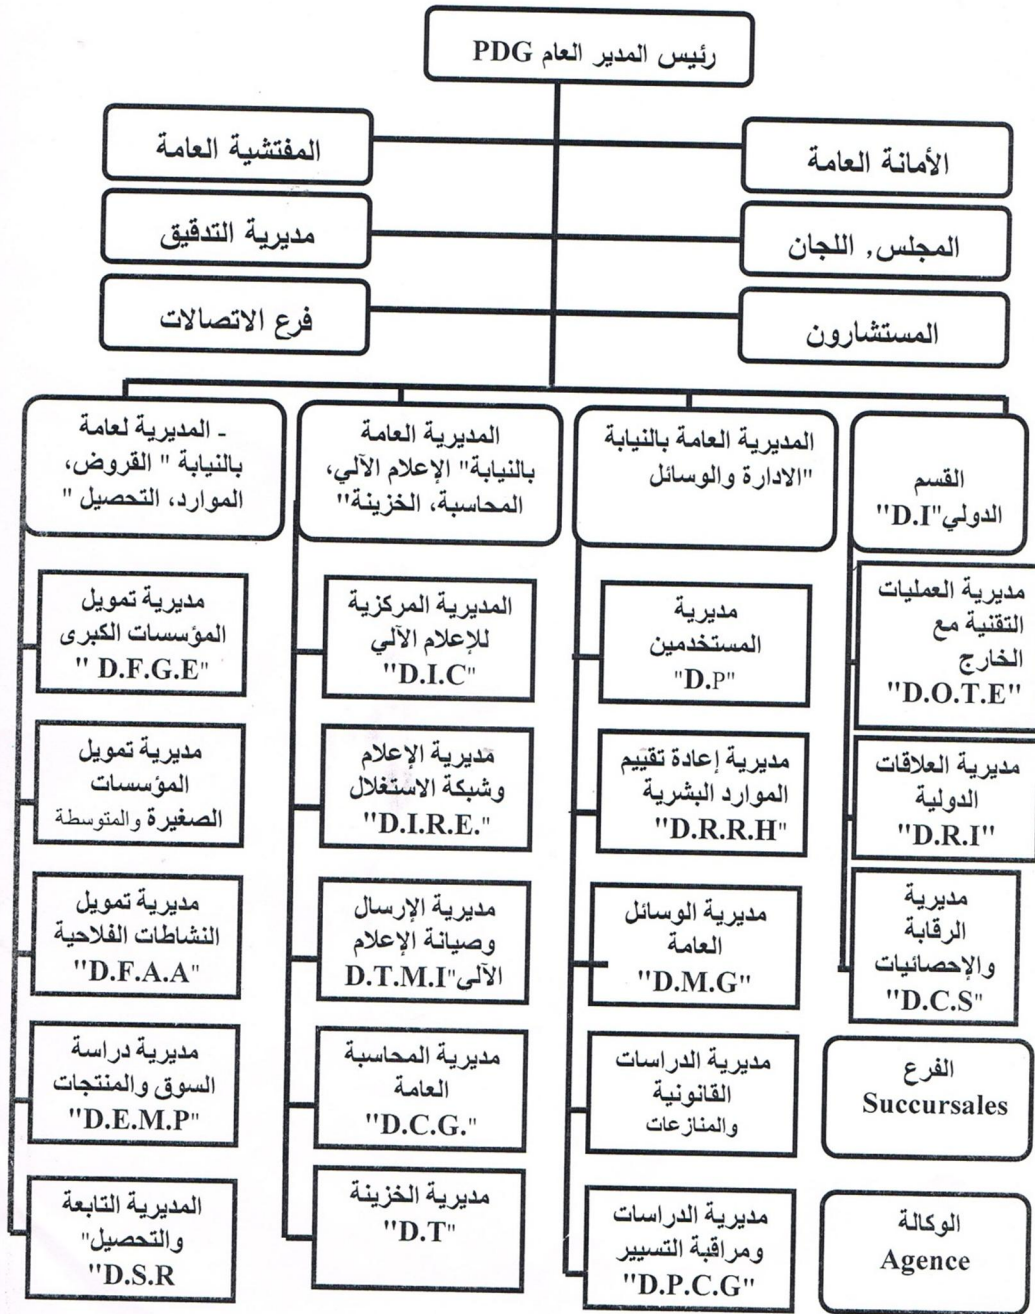 رئيس المدير العام PDG
الأمانة العامة
المفتشية العامة
المجلس, اللجان
مديرية التدقيق
المستشارون
فرع الاتصالات
القسم
الدولي"D.I"
المديرية العامة بالنيابة
"الادارة والوسائل
المديرية العامة
بالنيابة" الإعلام الآلي،
المحاسبة، الخزينة"
- المديرية لعامة
بالنيابة " القروض،
الموارد، التحصيل "
مديرية العمليات
التقنية مع
الخارج
"D.O.T.E"
مديرية العلاقات
الدولية
"D.R.I"
مديرية
الرقابة
والإحصائيات
"D.C.S"
الفرع
Succursales
الوكالة
Agence
مديرية
المستخدمين
"D.P"
مديرية إعادة تقييم
الموارد البشرية
"D.R.R.H"
مديرية الوسائل
العامة
"D.M.G"
مديرية الدراسات
القانونية
والمنازعات
مديرية الدراسات
ومراقبة التسيير
"D.P.C.G"
المديرية المركزية
للإعلام الآلي
"D.I.C"
مديرية الإعلام
وشبكة الاستغلال
"D.I.R.E."
مديرية الإرسال
وصيانة الإعلام
الآلى"D.T.M.I
مديرية المحاسبة
العامة
"D.C.G."
مديرية الخزينة
"D.T"
مديرية تمويل
المؤسسات الكبرى
" D.F.G.E"
مديرية تمويل
المؤسسات
الصغيرة والمتوسطة
مديرية تمويل
النشاطات الفلاحية
"D.F.A.A"
مديرية دراسة
السوق والمنتجات
"D.E.M.P"
المديرية التابعة
والتحصيل"
"D.S.R